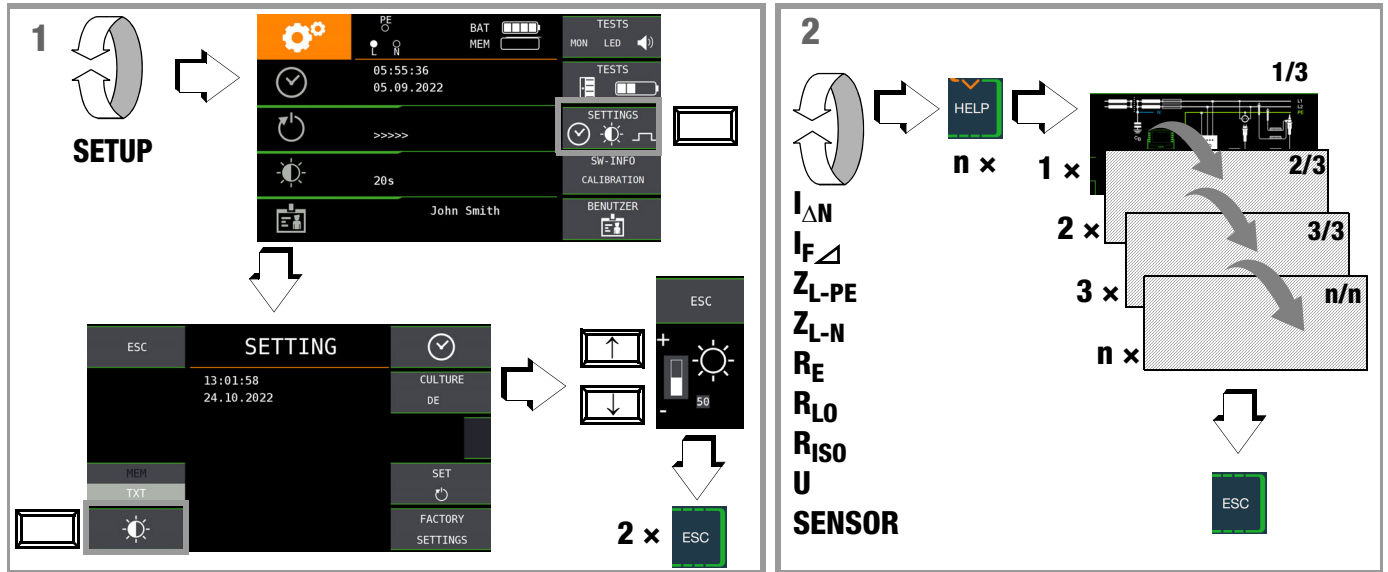 1
SETUP
PE
L N
BAT
MEM
TESTS
MON LED
05:55:36
05.09.2022
TESTS
>>>>>
SETTINGS
20s
SW-INFO
CALIBRATION
John Smith
BENUTZER
ESC
SETTING
13:01:58
24.10.2022
CULTURE
DE
MEM
TXT
SET
FACTORY
SETTINGS
↑
↓
ESC
+
-
50
2 × ESC
2
HELP
n ×
1/3
1 ×
2/3
2 ×
3/3
3 ×
n/n
n ×
I∆N
IF⊿
ZL-PE
ZL-N
RE
RLO
RISO
U
SENSOR
ESC